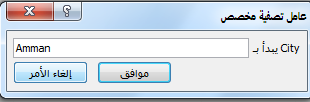 عامل تصفية مخصص
City يبدأ بـ Amman
موافق إلغاء الأمر